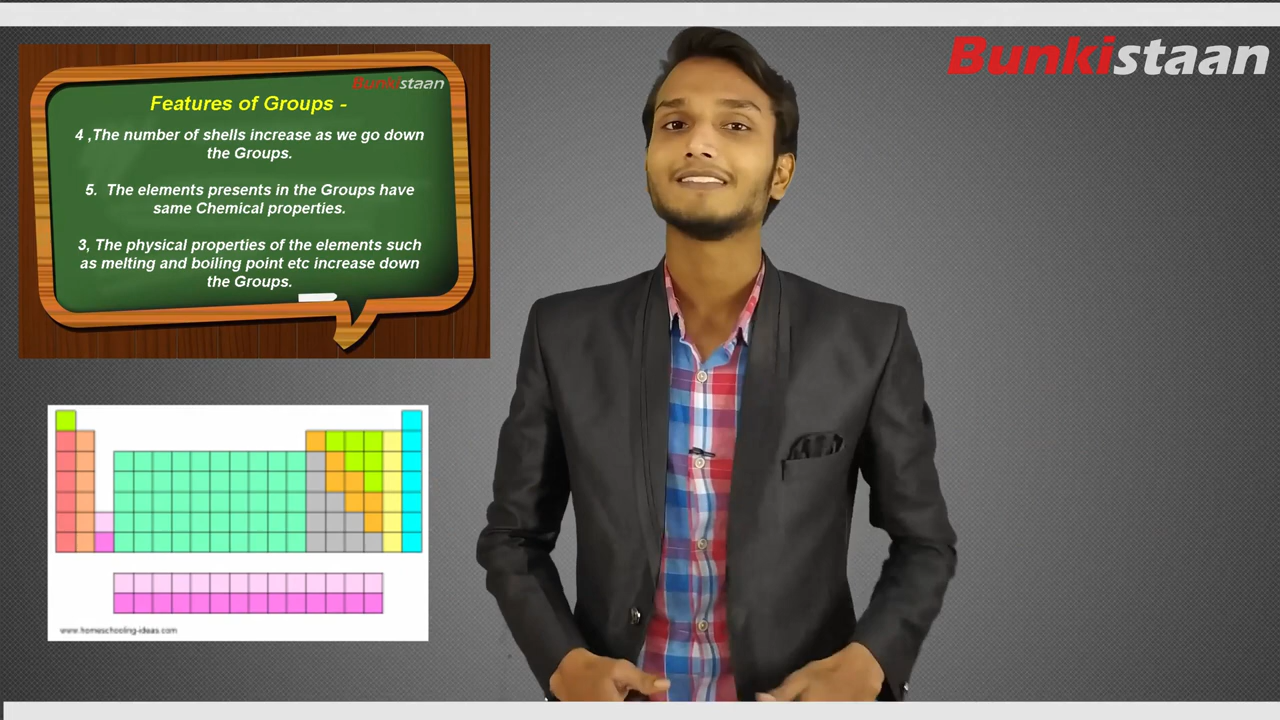 Bunkistaan
Bunkistaan
Features of Groups -
4 ,The number of shells increase as we go down
the Groups.
5. The elements presents in the Groups have
same Chemical properties.
3, The physical properties of the elements such
as melting and boiling point etc increase down
the Groups.
www.homeschooling-ideas.com